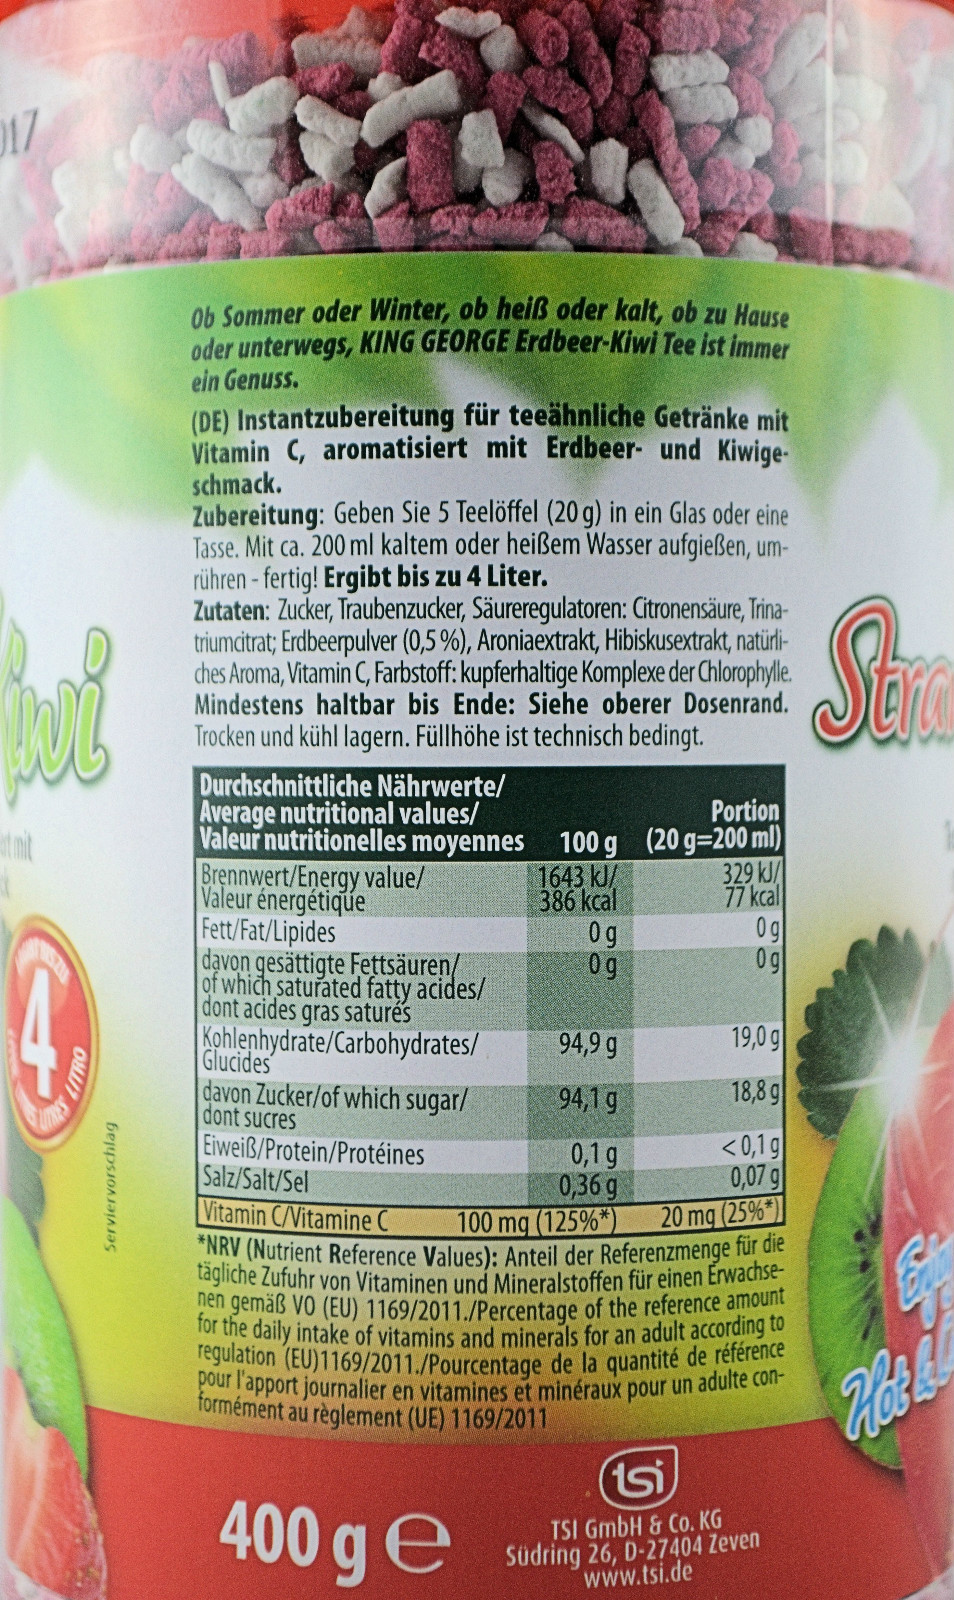 017
Ob Sommer oder Winter, ob heiß oder kalt, ob zu Hause
oder unterwegs, KING GEORGE Erdbeer-Kiwi Tee ist immer
ein Genuss.
(DE) Instantzubereitung für teeähnliche Getränke mit
Vitamin C, aromatisiert mit Erdbeer- und Kiwige-
schmack.
Zubereitung: Geben Sie 5 Teelöffel (20 g) in ein Glas oder eine
Tasse. Mit ca. 200 ml kaltem oder heißem Wasser aufgießen, um-
rühren - fertig! Ergibt bis zu 4 Liter.
Zutaten: Zucker, Traubenzucker, Säureregulatoren: Citronensäure, Trina-
triumcitrat; Erdbeerpulver (0,5 %), Aroniaextrakt, Hibiskusextrakt, natürli-
ches Aroma, Vitamin C, Farbstoff: kupferhaltige Komplexe der Chlorophylle.
Mindestens haltbar bis Ende: Siehe oberer Dosenrand.
Trocken und kühl lagern. Füllhöhe ist technisch bedingt.
Durchschnittliche Nährwerte/
Average nutritional values/
Valeur nutritionelles moyennes 100 g Portion (20 g=200 ml)
Brennwert/Energy value/
Valeur énergétique 1643 kJ/ 386 kcal 329 kJ/ 77 kcal
Fett/Fat/Lipides 0 g 0 g
davon gesättigte Fettsäuren/ 0 g 0 g
of which saturated fatty acides/
dont acides gras saturés
Kohlenhydrate/Carbohydrates/
Glucides 94,9 g 19,0 g
davon Zucker/of which sugar/
dont sucres 94,1 g 18,8 g
Eiweiß/Protein/Protéines 0,1 g <0,1 g
Salz/Salt/Sel 0,36 g 0,07 g
Vitamin C/Vitamine C 100 mg (125%*) 20 mg (25%*)
*NRV (Nutrient Reference Values): Anteil der Referenzmenge für die
tägliche Zufuhr von Vitaminen und Mineralstoffen für einen Erwachse-
nen gemäß VO (EU) 1169/2011./Percentage of the reference amount
for the daily intake of vitamins and minerals for an adult according to
regulation (EU)1169/2011./Pourcentage de la quantité de référence
pour l'apport journalier en vitamines et minéraux pour un adulte con-
formément au règlement (UE) 1169/2011
400 g e
tsi
TSI GmbH & Co. KG
Südring 26, D-27404 Zeven
www.tsi.de
Serviervorschlag
4
LITRO
mit
Hot &